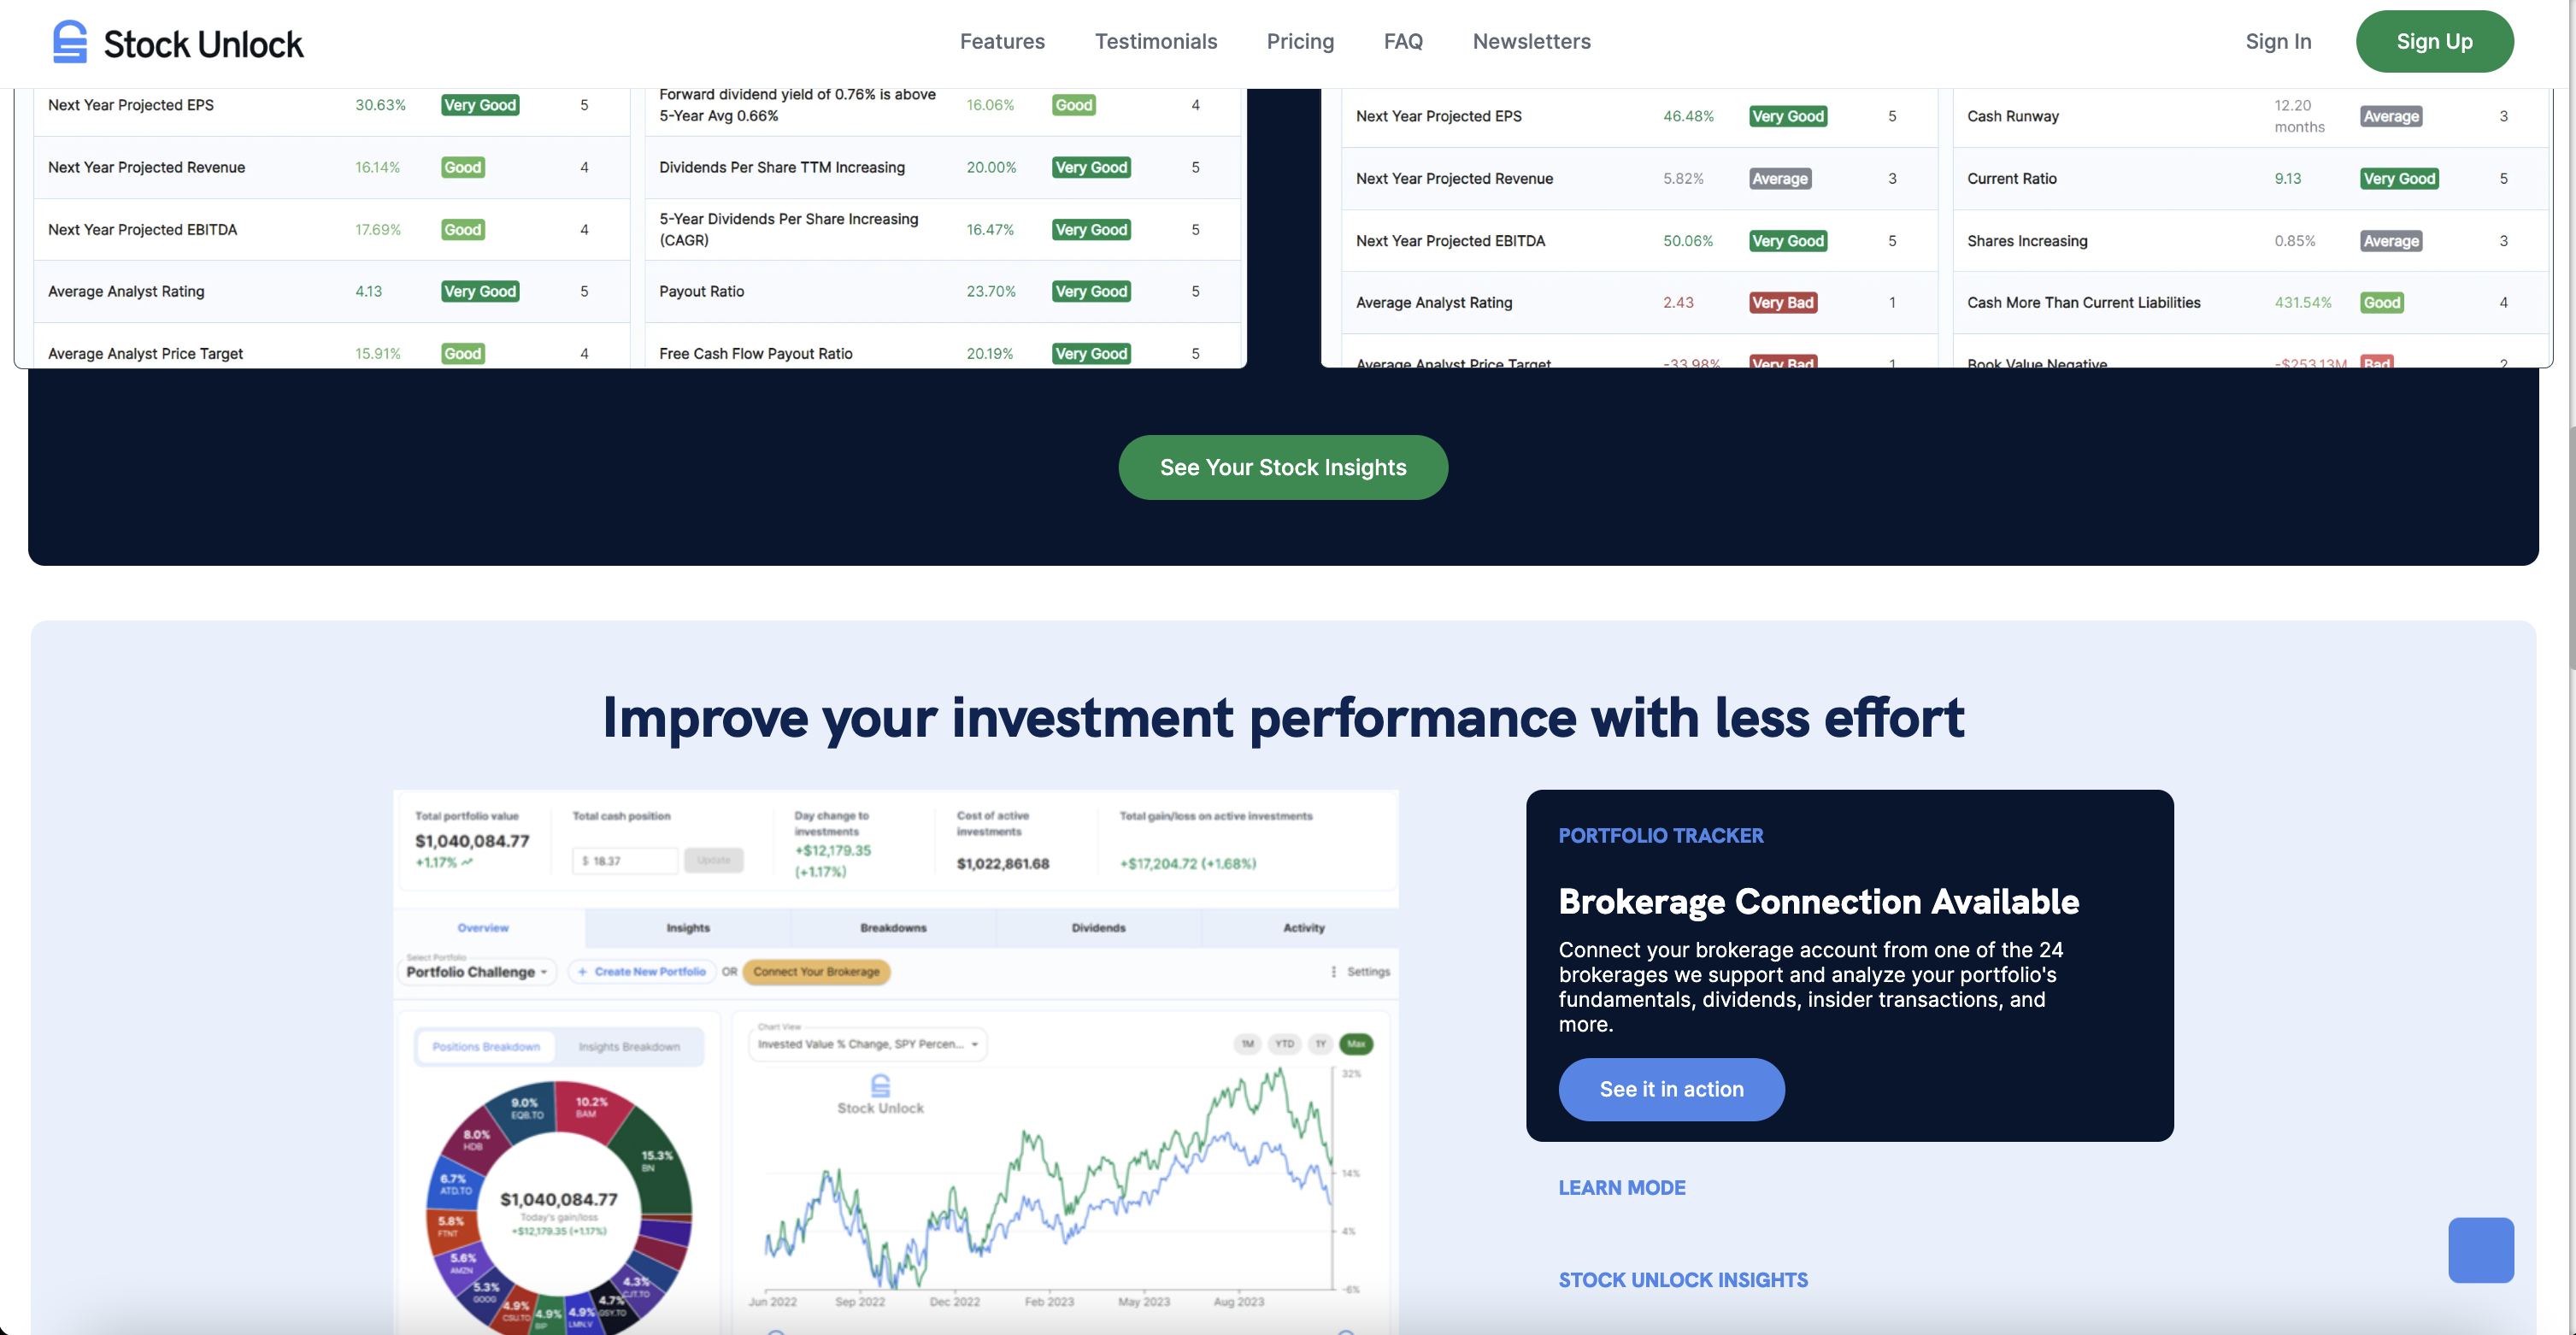 Stock Unlock
Features
Testimonials
Pricing
FAQ
Newsletters
Sign In
Sign Up
Next Year Projected EPS 30.63% Very Good 5
Next Year Projected Revenue 16.14% Good 4
Next Year Projected EBITDA 17.69% Good 4
Average Analyst Rating 4.13 Very Good 5
Average Analyst Price Target 15.91% Good 4
Forward dividend yield of 0.76% is above
5-Year Avg 0.66% 16.06% Good 4
Dividends Per Share TTM Increasing 20.00% Very Good 5
5-Year Dividends Per Share Increasing
(CAGR) 16.47% Very Good 5
Payout Ratio 23.70% Very Good 5
Free Cash Flow Payout Ratio 20.19% Very Good 5
Next Year Projected EPS 46.48% Very Good 5
Next Year Projected Revenue 5.82% Average 3
Next Year Projected EBITDA 50.06% Very Good 5
Average Analyst Rating 2.43 Very Bad 1
Average Analyst Price Target -33.98% Very Bad 1
Cash Runway 12.20
months Average 3
Current Ratio 9.13 Very Good 5
Shares Increasing 0.85% Average 3
Cash More Than Current Liabilities 431.54% Good 4
Book Value Negative -$253.13M Bad 2
See Your Stock Insights
Improve your investment performance with less effort
Total portfolio value
$1,040,084.77
+1.17%
Total cash position
$ 18.37
Update
Day change to
investments
+$12,179.35
(+1.17%)
Cost of active
investments
$1,022,861.68
Total gain/loss on active investments
+$17,204.72 (+1.68%)
Overview
Insights
Breakdowns
Dividends
Activity
Select Portfolio
Portfolio Challenge
+ Create New Portfolio
OR
Connect Your Brokerage
Settings
Positions Breakdown
Insights Breakdown
9.0%
EQB.TO
10.2%
BAM
15.3%
BN
8.0%
HDB
6.7%
ATD.TO
5.8%
FTNT
5.6%
AMZN
5.3%
GOOG
4.9%
CSU.TO
4.9%
BIP
4.9%
LMN.V
4.7%
GSY.TO
4.3%
CJT.TO
$1,040,084.77
Today's gain/loss
+$12,179.35 (+1.17%)
Chart View
Invested Value % Change, SPY Percen...
1M
YTD
1Y
Max
Stock Unlock
32%
14%
4%
-6%
Jun 2022
Sep 2022
Dec 2022
Feb 2023
May 2023
Aug 2023
PORTFOLIO TRACKER
Brokerage Connection Available
Connect your brokerage account from one of the 24
brokerages we support and analyze your portfolio's
fundamentals, dividends, insider transactions, and
more.
See it in action
LEARN MODE
STOCK UNLOCK INSIGHTS